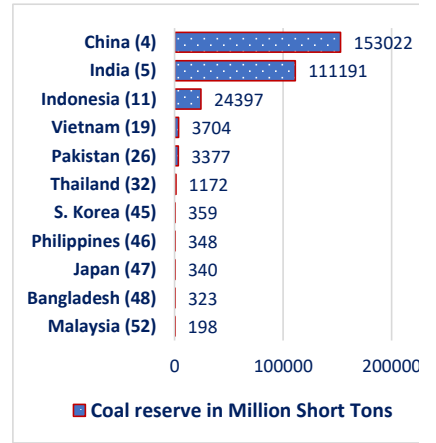 China (4) 153022
India (5) 111191
Indonesia (11) 24397
Vietnam (19) 3704
Pakistan (26) 3377
Thailand (32) 1172
S. Korea (45) 359
Philippines (46) 348
Japan (47) 340
Bangladesh (48) 323
Malaysia (52) 198
0 100000 200000
Coal reserve in Million Short Tons